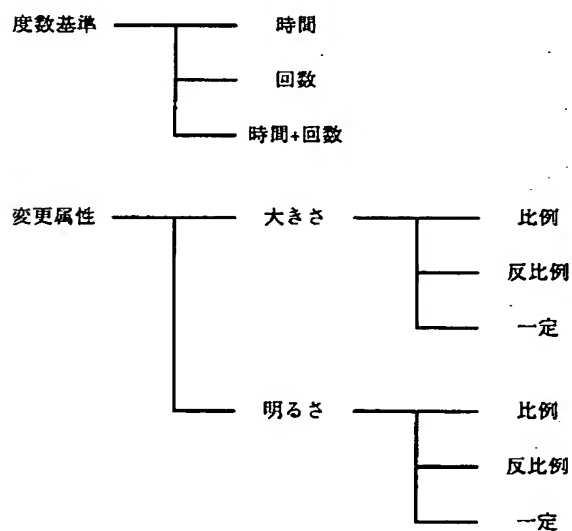 度数基準 時間
回数
時間+回数
変更属性 大きさ 比例
反比例
一定
明るさ 比例
反比例
一定